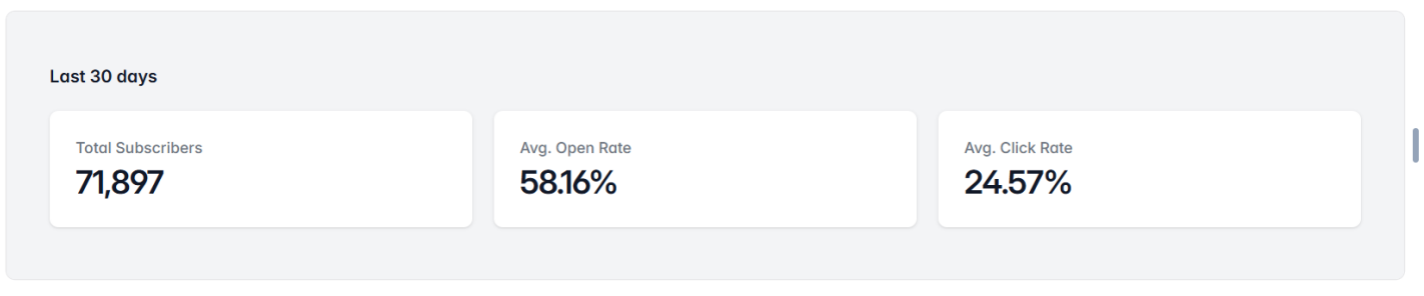 Last 30 days
Total Subscribers
71,897
Avg. Open Rate
58.16%
Avg. Click Rate
24.57%